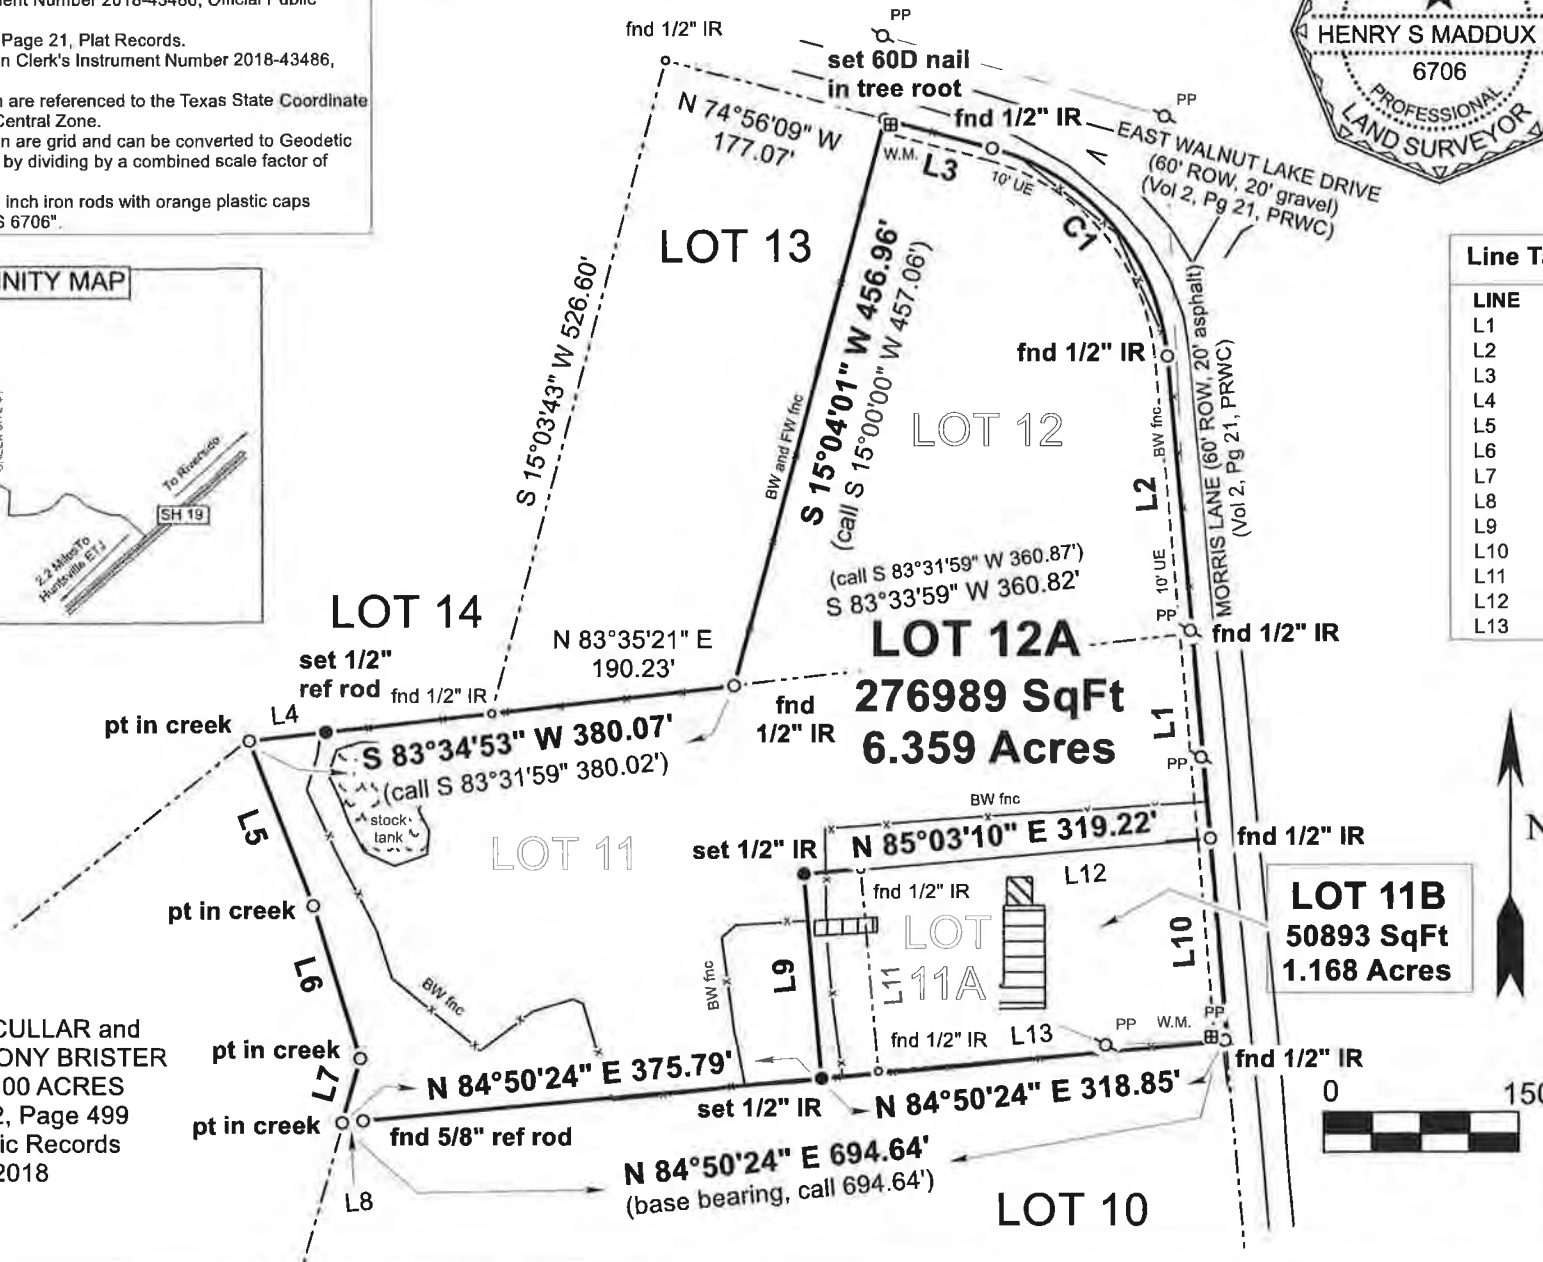 Page 21, Plat Records.
n Clerk's Instrument Number 2018-43486,
are referenced to the Texas State Coordinate
Central Zone.
n are grid and can be converted to Geodetic
by dividing by a combined scale factor of
inch iron rods with orange plastic caps
S 6706".
NITY MAP
To Riverside
SH 19
2.2 Miles To
Huntsville ETJ
HENRY S MADDUX
6706
PROFESSIONAL
LAND SURVEYOR
PP
fnd 1/2" IR
set 60D nail
in tree root
PP
N 74°56'09" W
177.07'
fnd 1/2" IR
EAST WALNUT LAKE DRIVE
(60' ROW, 20' gravel)
(Vol 2, Pg 21, PRWC)
W.M.
L3
10' UE
C1
LOT 13
S 15°03'43" W 526.60'
BW and FW fnc
S 15°04'01" W 456.96'
(call S 15°00'00" W 457.06')
fnd 1/2" IR
LOT 12
BW fnc
L2
10' UE
MORRIS LANE (60' ROW, 20' asphalt)
(Vol 2, Pg 21, PRWC)
Line Ta
LINE
L1
L2
L3
L4
L5
L6
L7
L8
L9
L10
L11
L12
L13
(call S 83°31'59" W 360.87')
S 83°33'59" W 360.82'
LOT 12A
276989 SqFt
6.359 Acres
PP
fnd 1/2" IR
L1
PP
LOT 14
set 1/2"
ref rod
fnd 1/2" IR
N 83°35'21" E
190.23'
pt in creek
L4
S 83°34'53" W 380.07'
(call S 83°31'59" 380.02')
fnd
1/2" IR
stock
tank
L5
LOT 11
BW fnc
set 1/2" IR
N 85°03'10" E 319.22'
fnd 1/2" IR
L12
fnd 1/2" IR
pt in creek
LOT
11A
L10
LOT 11B
50893 SqFt
1.168 Acres
L6
BW fnc
BW fnc
L9
L11
N
CULLAR and
ONY BRISTER
00 ACRES
2, Page 499
ic Records
2018
pt in creek
L7
N 84°50'24" E 375.79'
fnd 1/2" IR
L13
PP
W.M.
PP
fnd 1/2" IR
pt in creek
fnd 5/8" ref rod
set 1/2" IR
N 84°50'24" E 318.85'
L8
N 84°50'24" E 694.64'
(base bearing, call 694.64')
LOT 10
0
150